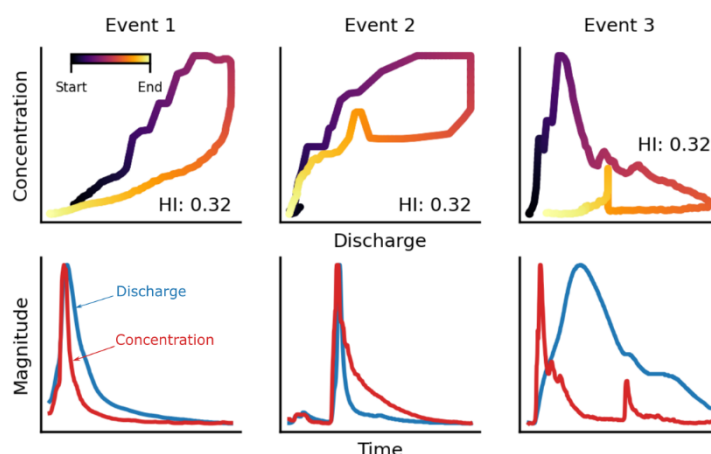 Event 1
Event 2
Event 3
Concentration
Start
End
HI: 0.32
HI: 0.32
HI: 0.32
Discharge
Magnitude
Discharge
Concentration
Time